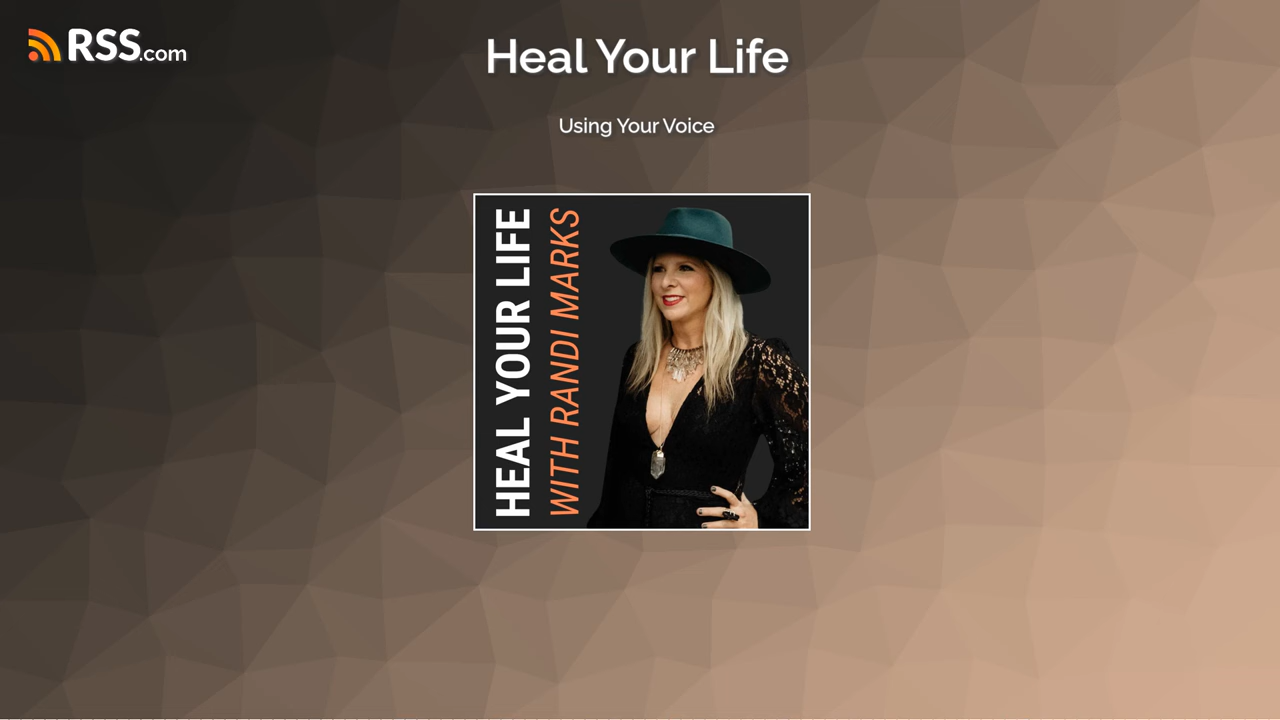 RSS.com
Heal Your Life
Using Your Voice
HEAL YOUR LIFE
WITH RANDI MARKS